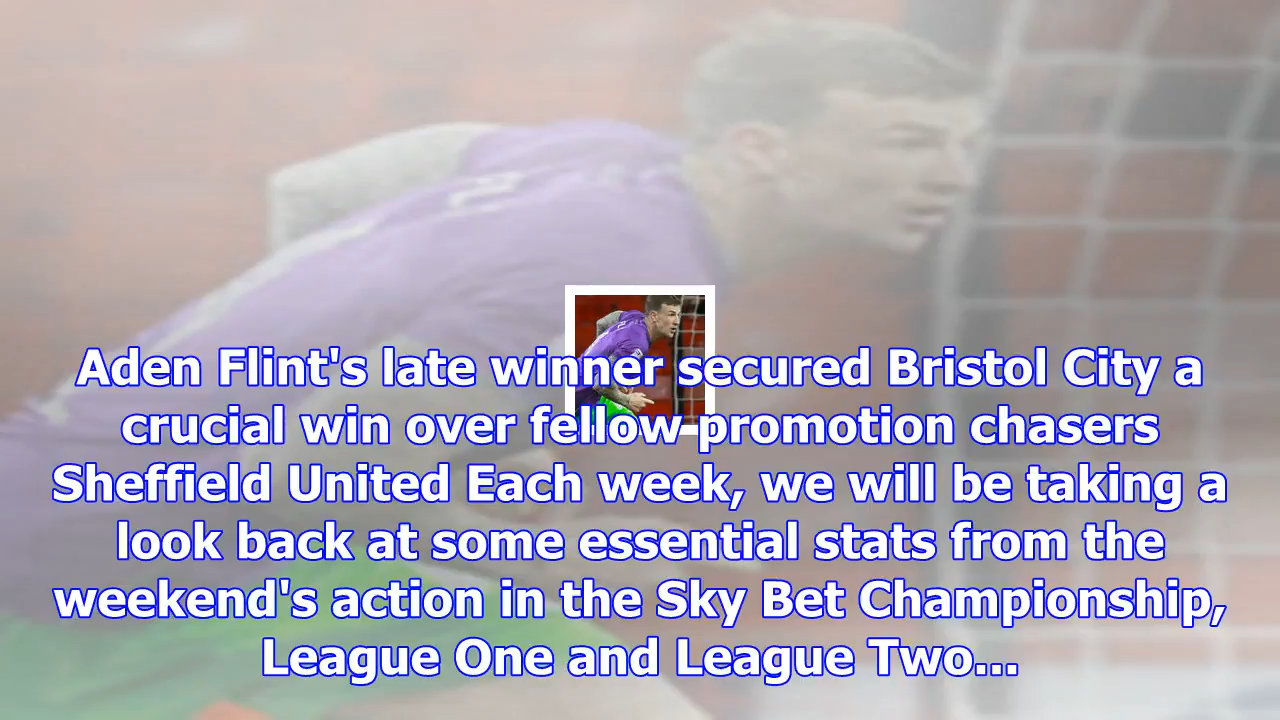 Aden Flint's late winner secured Bristol City a
crucial win over fellow promotion chasers
Sheffield United Each week, we will be taking a
look back at some essential stats from the
weekend's action in the Sky Bet Championship,
League One and League Two...